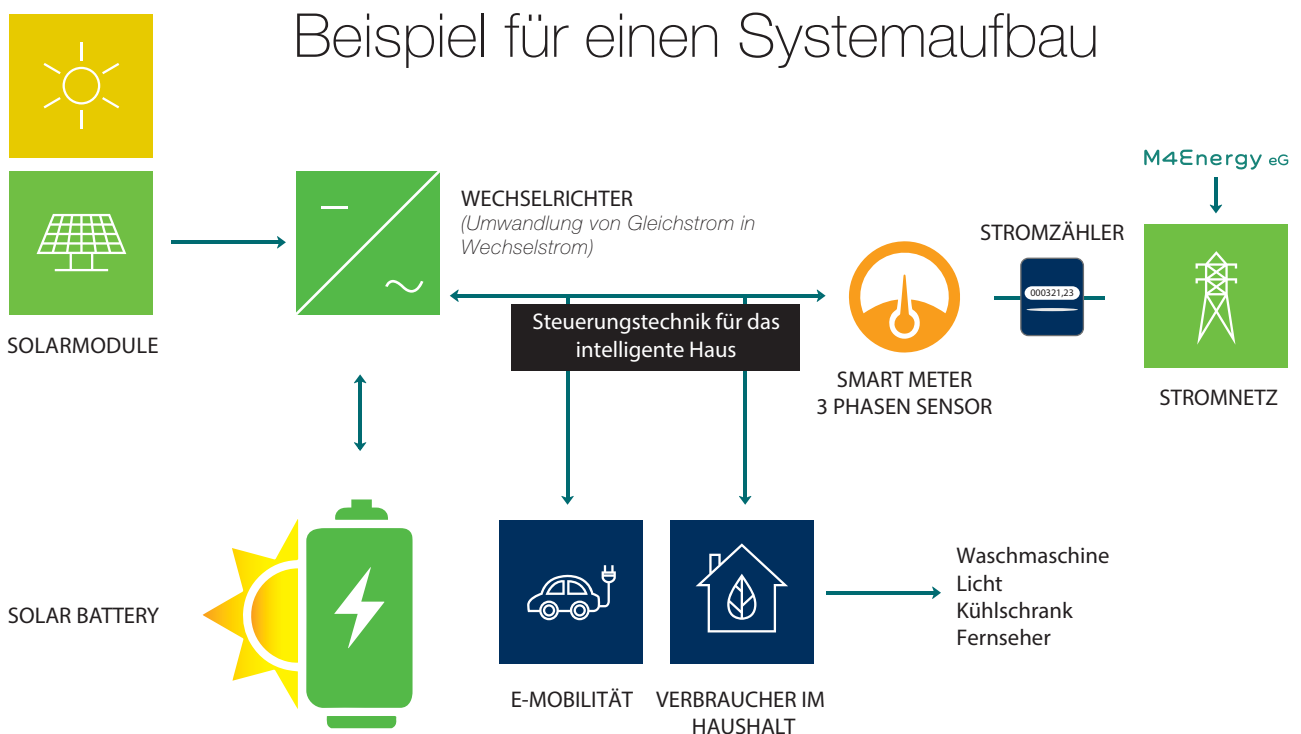 Beispiel für einen Systemaufbau
M4Energy eG
WECHSELRICHTER
(Umwandlung von Gleichstrom in
Wechselstrom)
STROMZÄHLER
000321,23
SOLARMODULE
Steuerungstechnik für das
intelligente Haus
SMART METER
3 PHASEN SENSOR
STROMNETZ
SOLAR BATTERY
Waschmaschine
Licht
Kühlschrank
Fernseher
E-MOBILITÄT
VERBRAUCHER IM
HAUSHALT